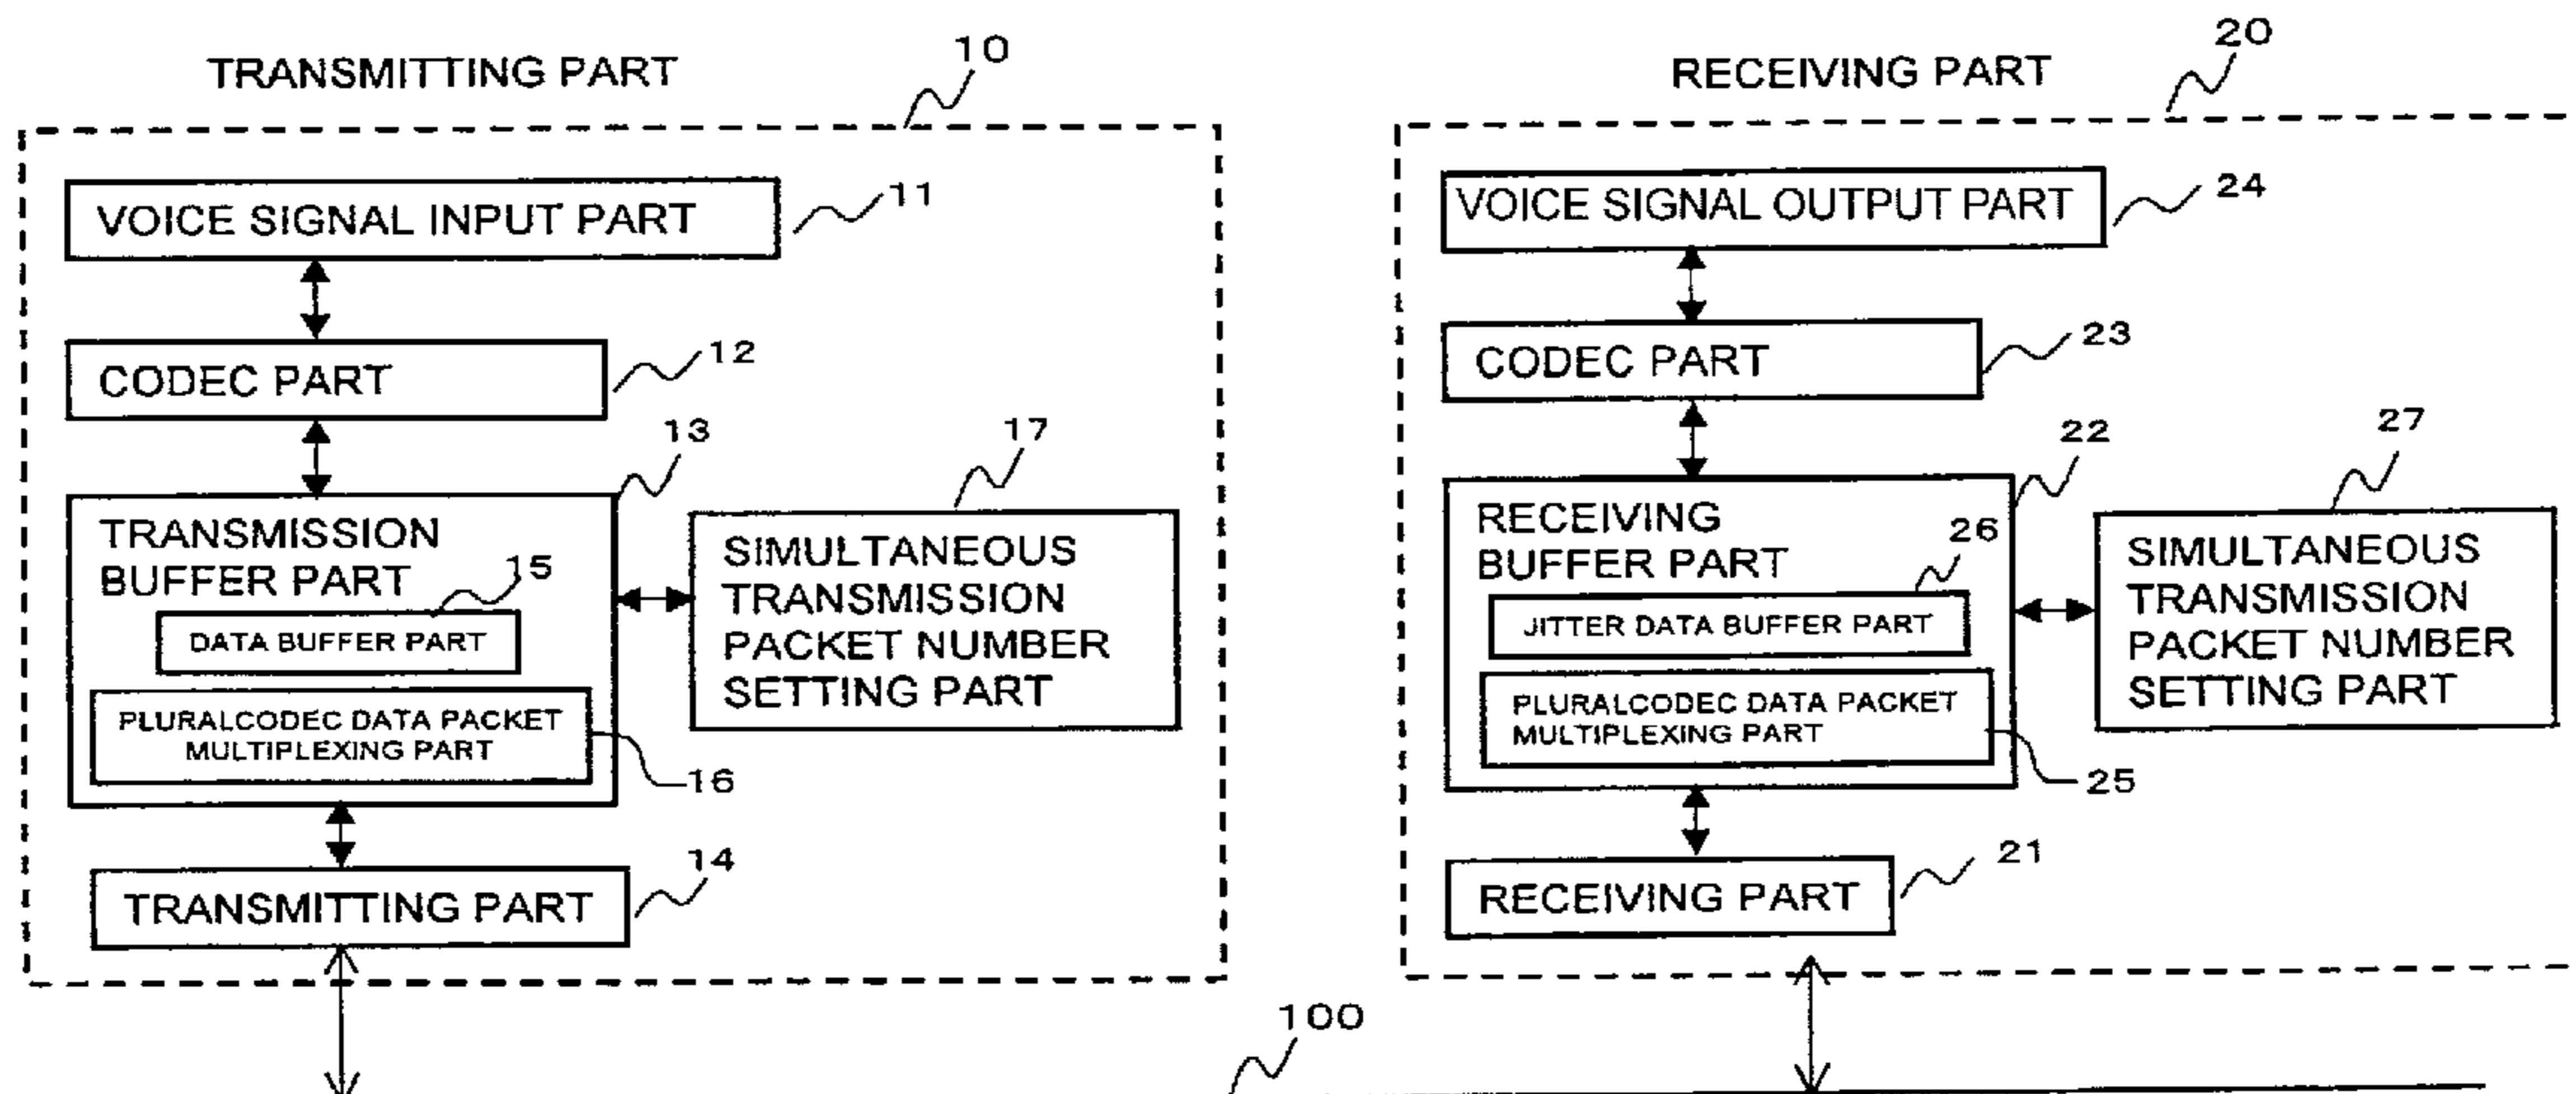 TRANSMITTING PART
10
VOICE SIGNAL INPUT PART
11
CODEC PART
12
13
17
TRANSMISSION
BUFFER PART
15
DATA BUFFER PART
PLURALCODEC DATA PACKET
MULTIPLEXING PART
16
SIMULTANEOUS
TRANSMISSION
PACKET NUMBER
SETTING PART
TRANSMITTING PART
14
RECEIVING PART
20
VOICE SIGNAL OUTPUT PART
24
CODEC PART
23
22
27
RECEIVING
BUFFER PART
26
JITTER DATA BUFFER PART
PLURALCODEC DATA PACKET
MULTIPLEXING PART
25
SIMULTANEOUS
TRANSMISSION
PACKET NUMBER
SETTING PART
RECEIVING PART
21
100